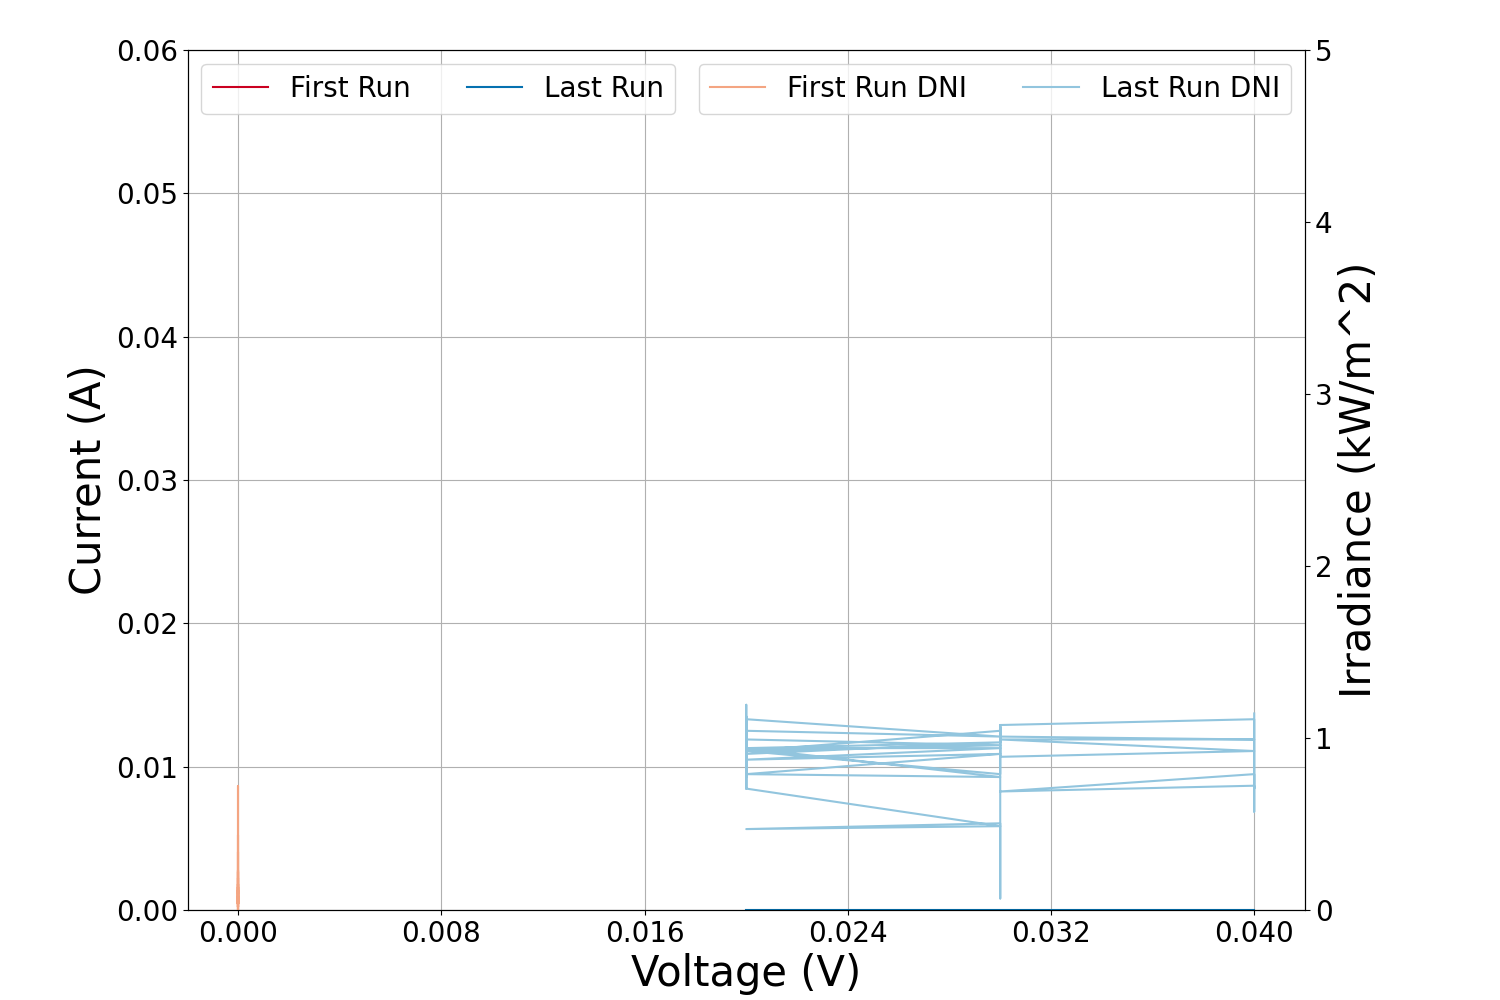 0.06
5
First Run
Last Run
First Run DNI
Last Run DNI
0.05
4
0.04
3
0.03
2
0.02
1
0.01
0.00
0
Current (A)
Irradiance (kW/m^2)
0.000 0.008 0.016 0.024 0.032 0.040
Voltage (V)